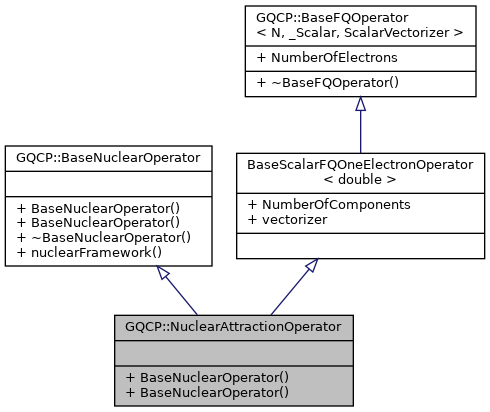 GQCP::BaseFQOperator
< N, _Scalar, ScalarVectorizer >
+ NumberOfElectrons
+ ~BaseFQOperator()
GQCP::BaseNuclearOperator
+ BaseNuclearOperator()
+ BaseNuclearOperator()
+ ~BaseNuclearOperator()
+ nuclearFramework()
BaseScalarFQOneElectronOperator
< double >
+ NumberOfComponents
+ vectorizer
GQCP::NuclearAttractionOperator
+ BaseNuclearOperator()
+ BaseNuclearOperator()